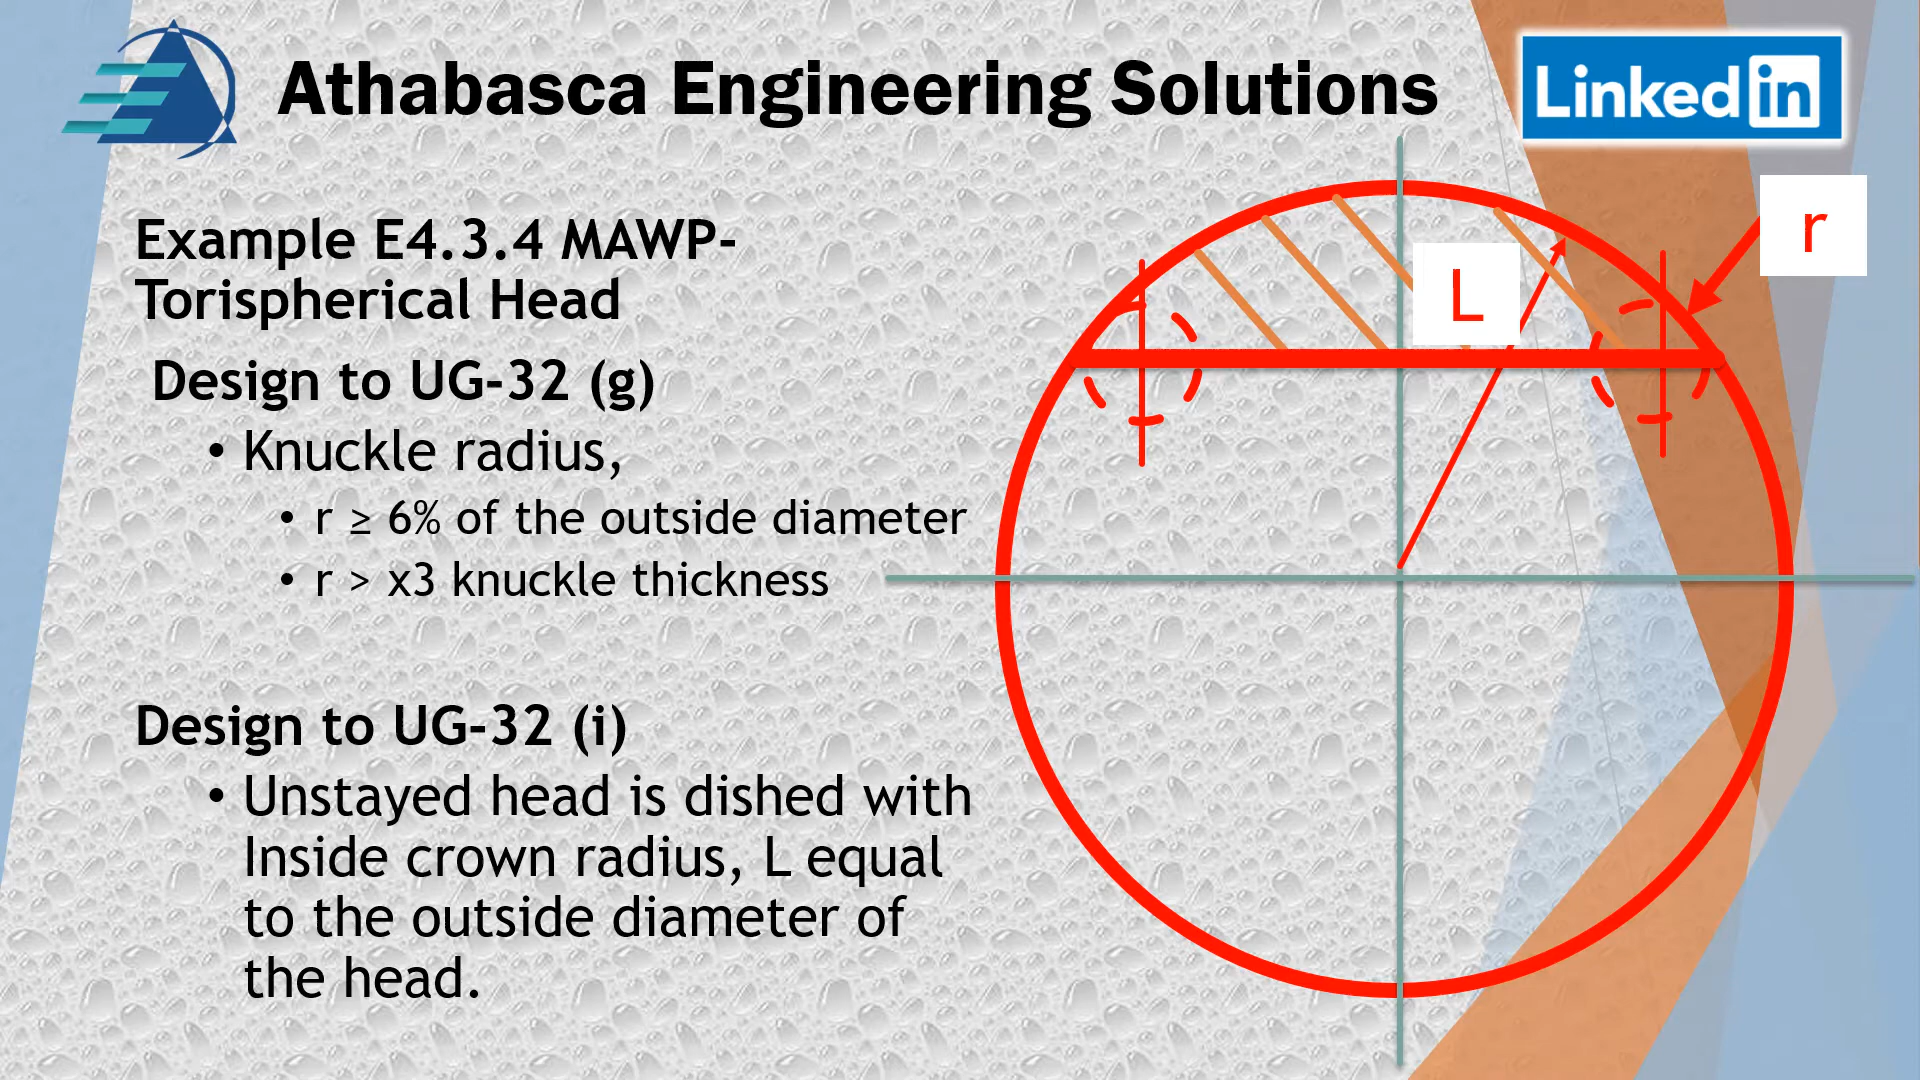 Athabasca Engineering Solutions
Linked in
r
L
Example E4.3.4 MAWP-
Torispherical Head
Design to UG-32 (g)
• Knuckle radius,
• r ≥ 6% of the outside diameter
• r > x3 knuckle thickness
Design to UG-32 (i)
• Unstayed head is dished with
Inside crown radius, L equal
to the outside diameter of
the head.